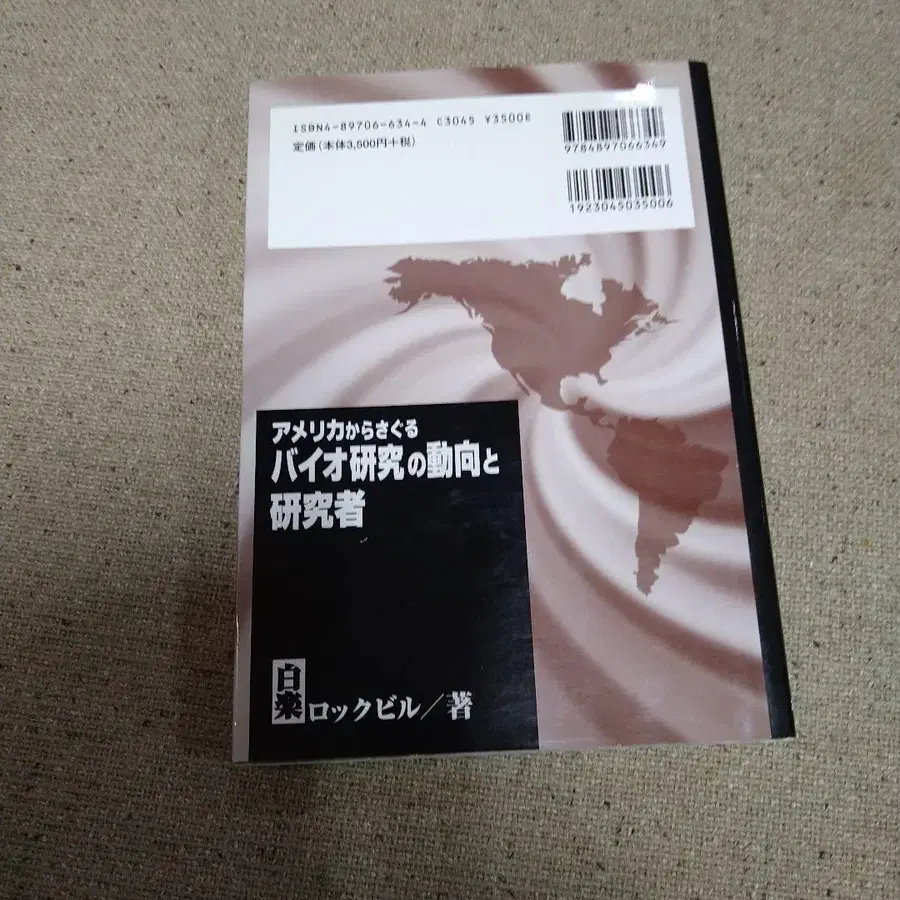 ISBN4-89706-634-4 C3045 ¥3500E
定価(本体3,500円+税)
9784897066349
1923045035006
アメリカからさぐる
バイオ研究の動向と
研究者
白楽ロックビル/著